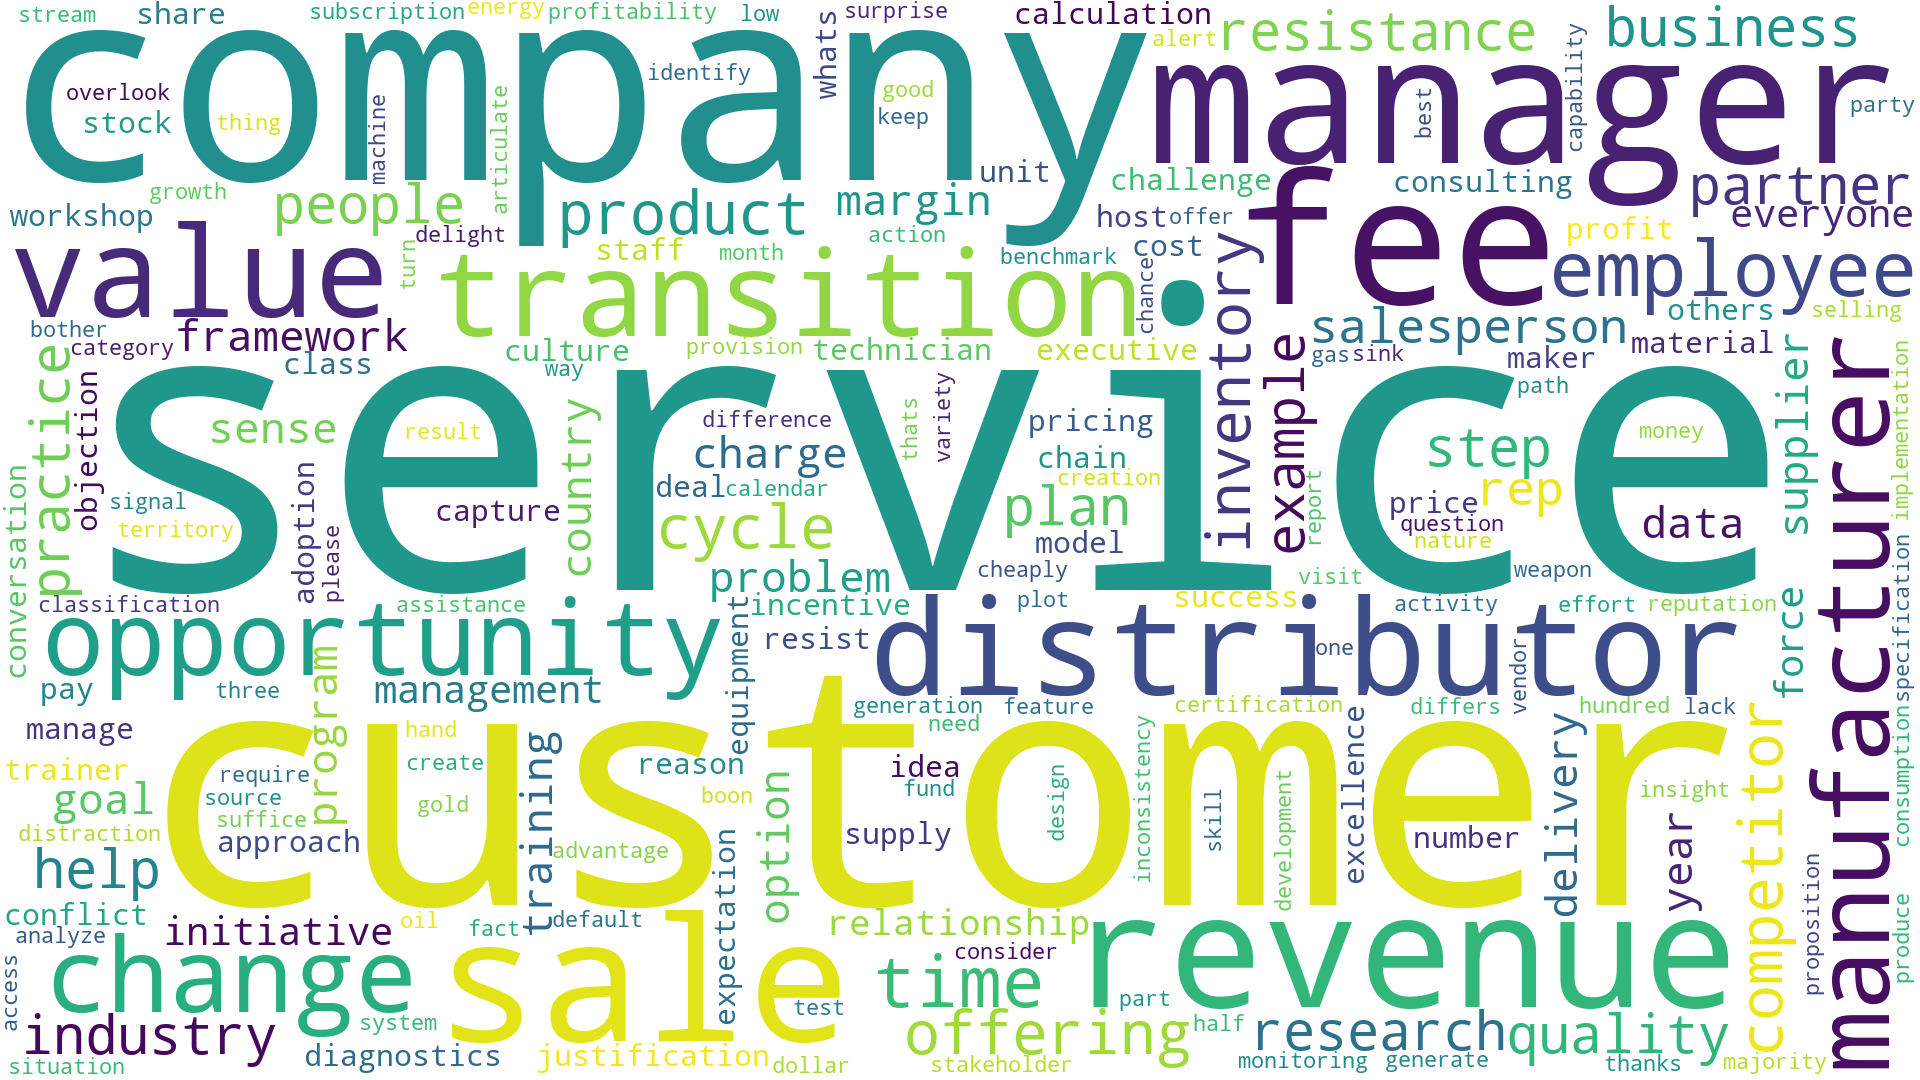 stream
share
subscription
energy
profitability
low
surprise
whats
calculation
alert
resistance
capability
business
company
manager
overlook
stock
thing
machine
articulate
identify
good
keep
best
party
growth
people
workshop
delight
product
margin
unit
challenge
host
offer
consulting
partner
everyone
value
turn
staff
month
action
benchmark
cost
chance
fee
profit
employee
transition
inventory
others
selling
bother
category
framework
class
culture
way
provision
technician
executive
example
salesperson
gas
sink
maker
material
path
supplier
implementation
manufacturer
service
practice
objection
sense
result
country
difference
charge
thats
variety
pricing
chain
creation
step
money
conversation
signal
territory
adoption
please
capture
deal
calendar
cycle
plan
model
report
price
question
nature
rep
data
problem
cheaply
visit
weapon
classification
assistance
incentive
plot
success
activity
effort
reputation
force
specification
opportunity
equipment
resist
distributor
one
vendor
pay
three
program
management
generation
feature
need
certification
differs
hundred
lack
consumption
manage
hand
training
customer
trainer
require
source
suffice
create
gold
reason
boon
idea
fund
design
inconsistency
skill
development
excellence
delivery
insight
competitor
goal
distraction
approach
advantage
expectation
option
supply
number
year
help
conflict
analyze
access
initiative
oil
fact
default
relationship
consider
revenue
proposition
produce
change
sale
time
part
industry
system
test
offering
half
research
quality
situation
diagnostics
justification
dollar
stakeholder
monitoring
generate
thanks
majority